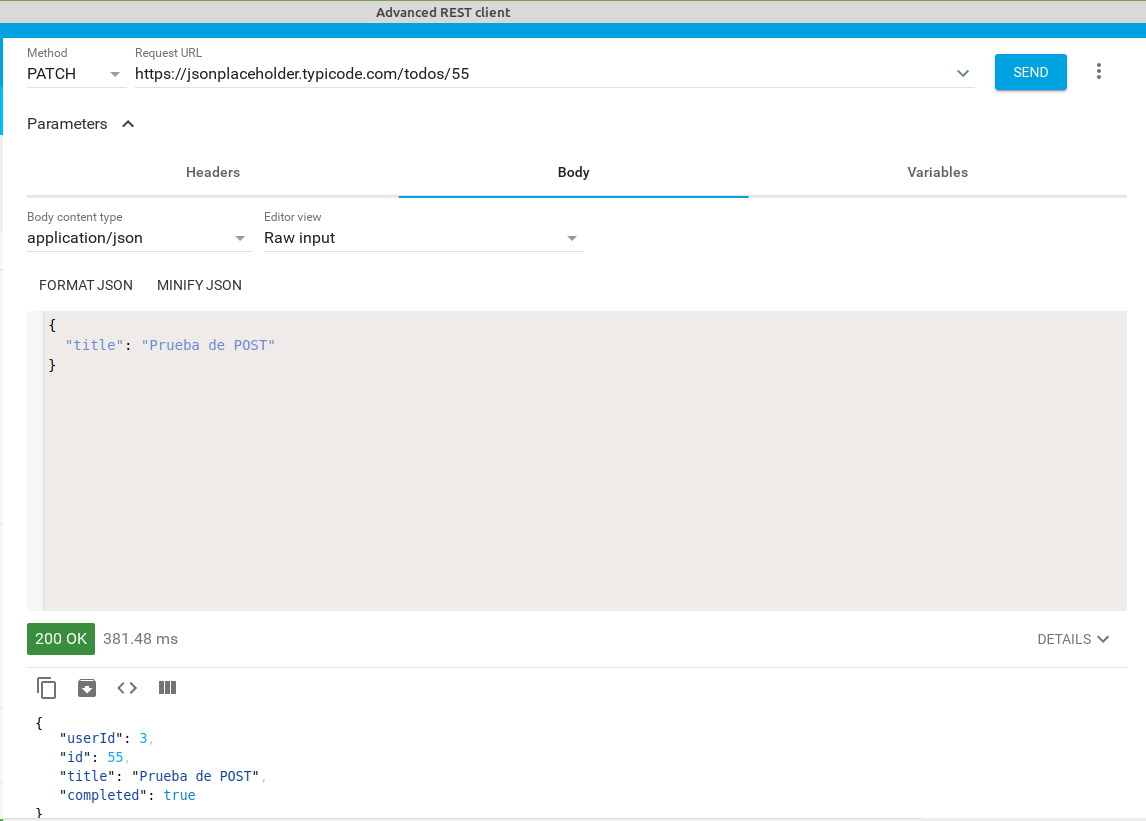 Advanced REST client
Method
Request URL
PATCH
https://jsonplaceholder.typicode.com/todos/55
SEND
Parameters
Headers
Body
Variables
Body content type
Editor view
application/json
Raw input
FORMAT JSON
MINIFY JSON
{
"title": "Prueba de POST"
}
200 OK
381.48 ms
DETAILS
{
"userId": 3,
"id": 55,
"title": "Prueba de POST",
"completed": true
}